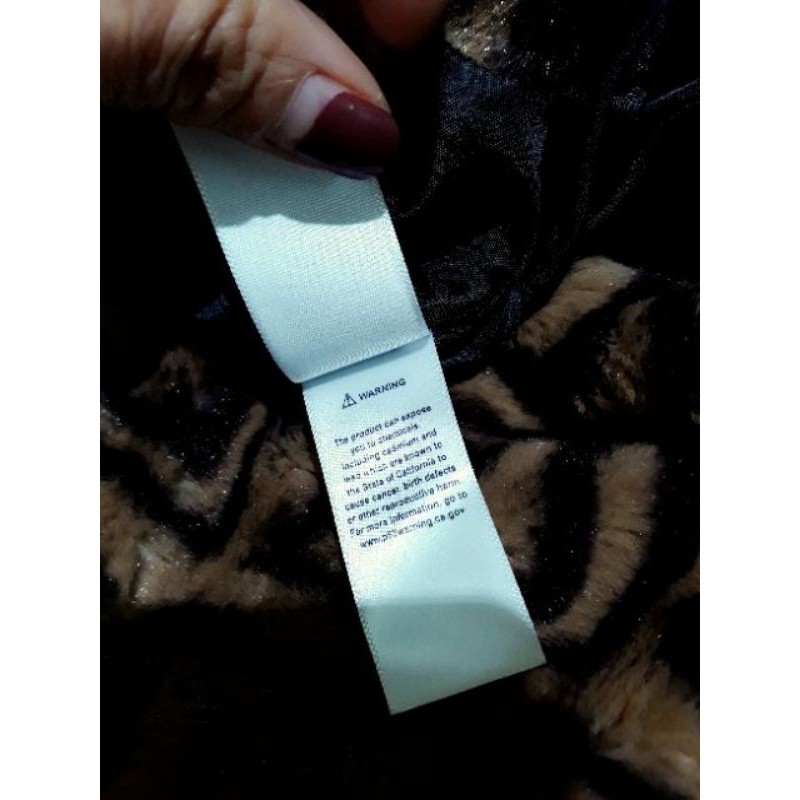 ⚠ WARNING
The product can expose
you to chemicals
including cadmium and
lead which are known to
the State of California to
cause cancer, birth defects
or other reproductive harm.
For more information, go to
www.p65warning.ca.gov